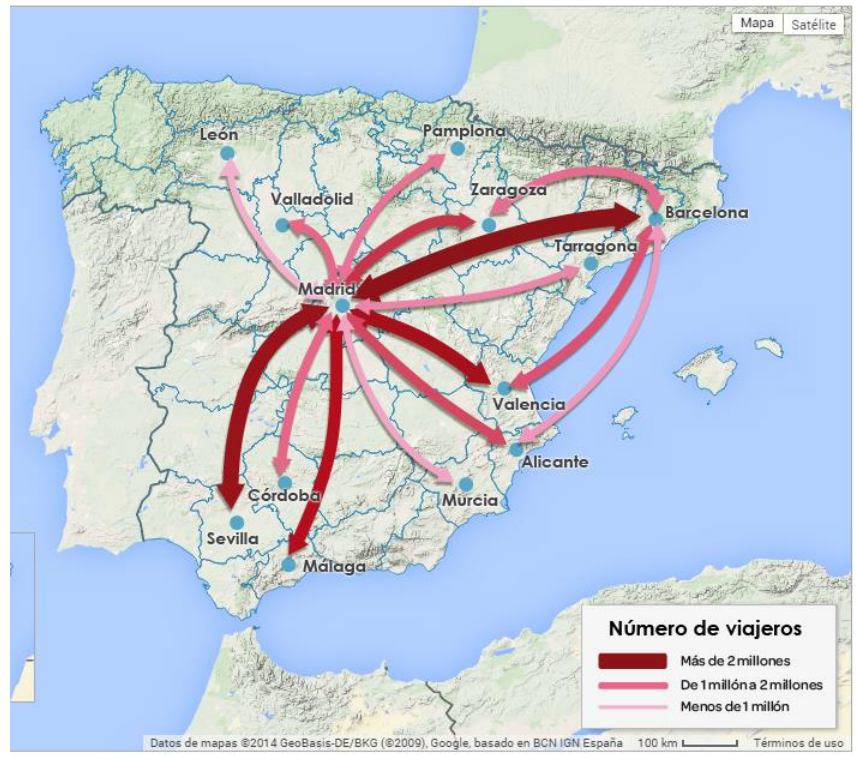 Mapa Satélite
León
Pamplona
Valladolid
Zaragoza
Barcelona
Tarragona
Madrid
Valencia
Alicante
Córdoba
Murcia
Sevilla
Málaga
Número de viajeros
Más de 2 millones
De 1 millón a 2 millones
Menos de 1 millón
Datos de mapas ©2014 GeoBasis-DE/BKG (©2009), Google, basado en BCN IGN España 100 km Términos de uso